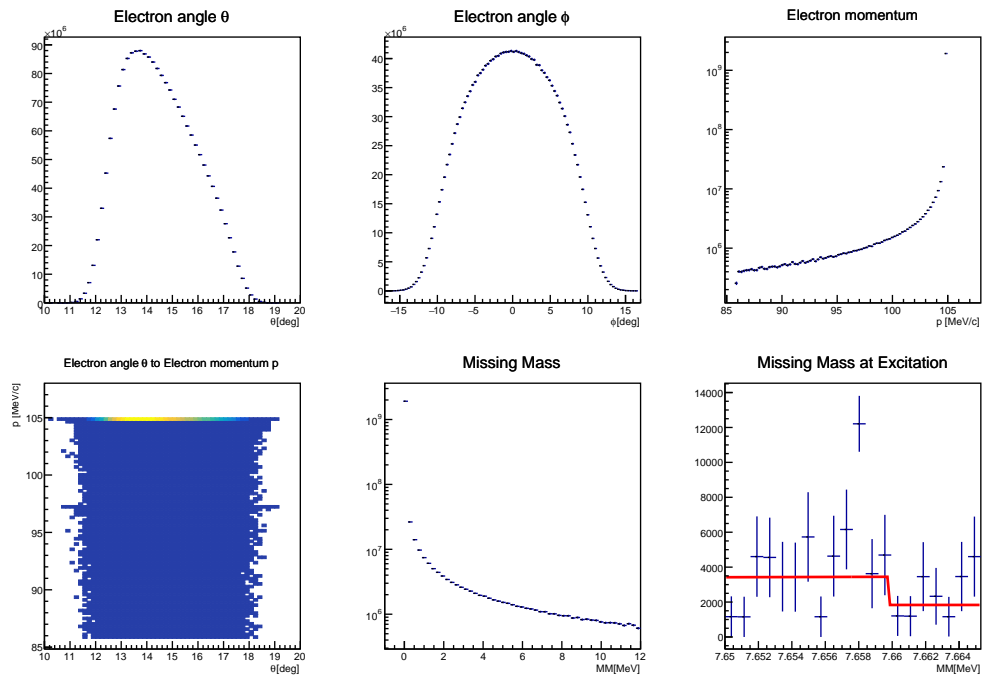 Electron angle θ
×10⁶
90
80
70
60
50
40
30
20
10
0
10 11 12 13 14 15 16 17 18 19 20
θ[deg]
Electron angle ϕ
×10⁶
40
35
30
25
20
15
10
5
0
−15 −10 −5 0 5 10 15
ϕ[deg]
Electron momentum
10⁹
10⁸
10⁷
10⁶
85 90 95 100 105
p [MeV/c]
Electron angle θ to Electron momentum p
p [MeV/c]
105
100
95
90
85
10 11 12 13 14 15 16 17 18 19 20
θ[deg]
Missing Mass
10⁹
10⁸
10⁷
10⁶
0 2 4 6 8 10 12
MM[MeV]
Missing Mass at Excitation
14000
12000
10000
8000
6000
4000
2000
0
7.65 7.652 7.654 7.656 7.658 7.66 7.662 7.664
MM[MeV]